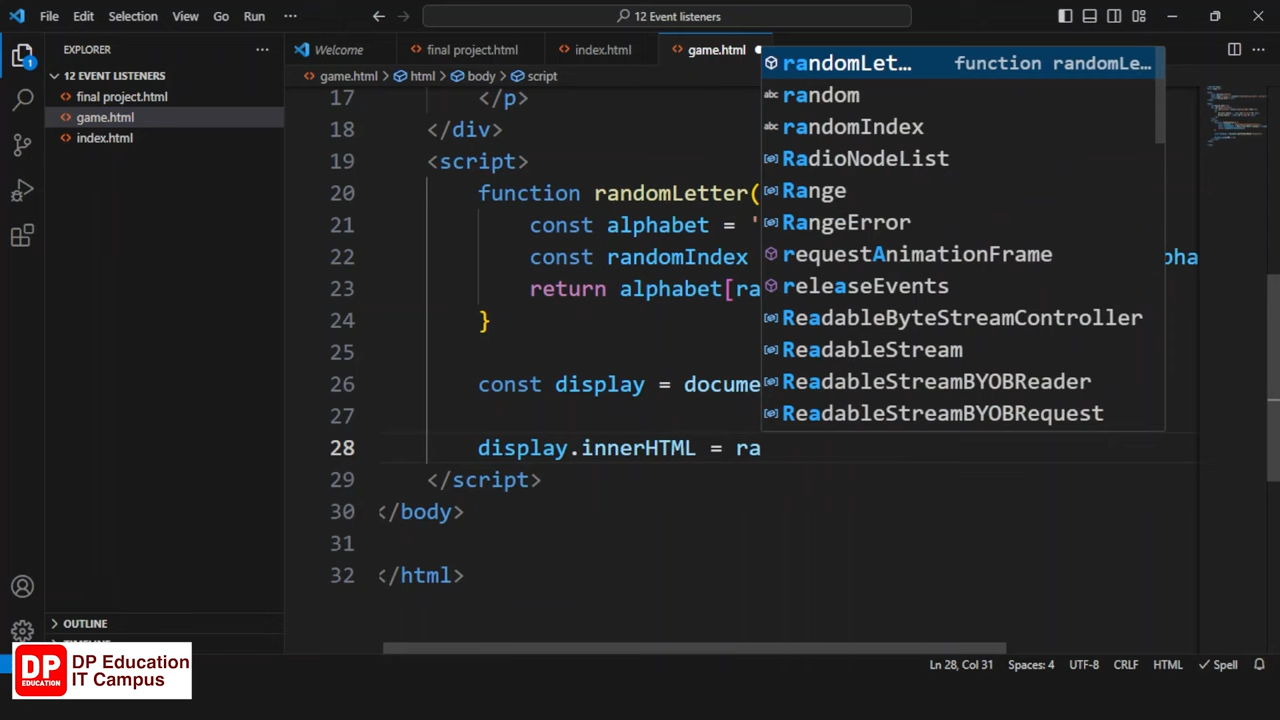 File Edit Selection View Go Run ··· 12 Event listeners
EXPLORER ···
12 EVENT LISTENERS
final project.html
game.html
index.html
OUTLINE
DP EDUCATION
DP Education
IT Campus
Welcome final project.html index.html game.html
game.html > html > body > script
17 </p>
18 </div>
19 <script>
20 function randomLetter(
21 const alphabet = '
22 const randomIndex pha
23 return alphabet[ra
24 }
25
26 const display = docume
27
28 display.innerHTML = ra
29 </script>
30 </body>
31
32 </html>
randomLet... function randomLe...
random
randomIndex
RadioNodeList
Range
RangeError
requestAnimationFrame
releaseEvents
ReadableByteStreamController
ReadableStream
ReadableStreamBYOBReader
ReadableStreamBYOBRequest
Ln 28, Col 31 Spaces: 4 UTF-8 CRLF HTML Spell